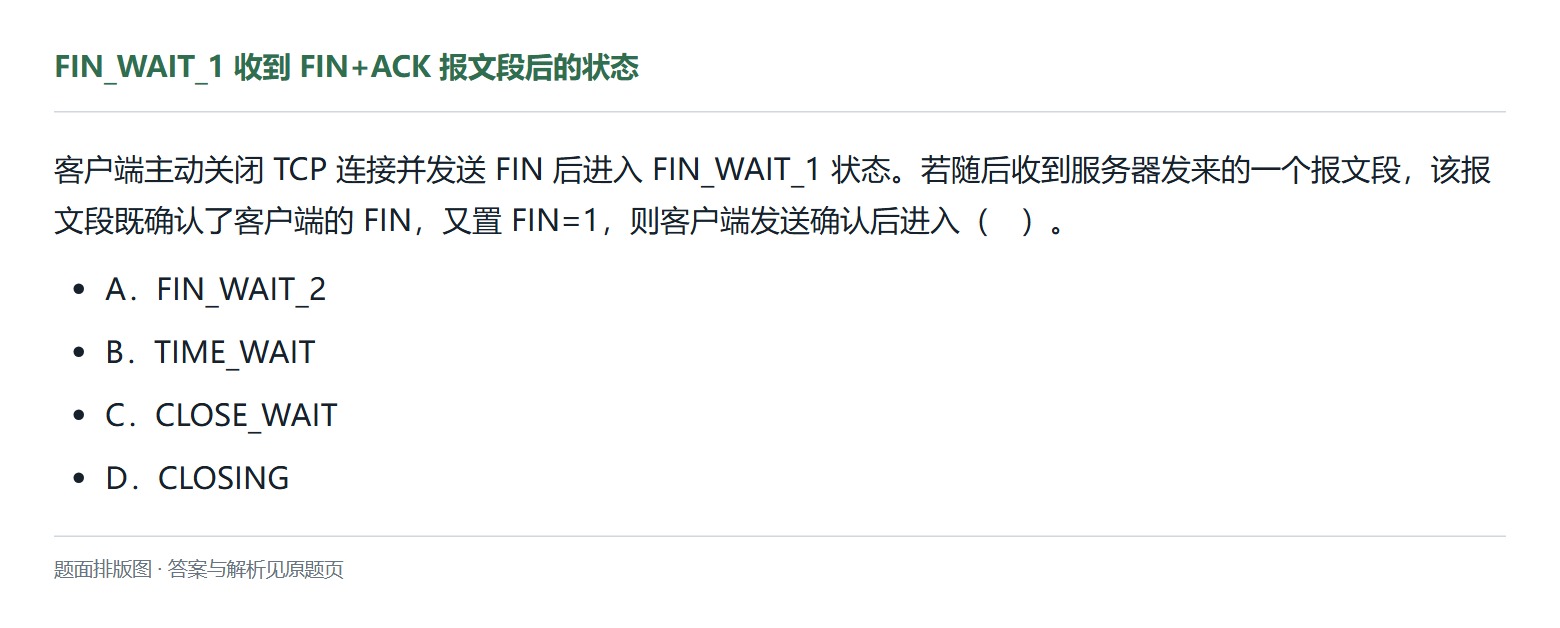 FIN_WAIT_1 收到 FIN+ACK 报文段后的状态
客户端主动关闭 TCP 连接并发送 FIN 后进入 FIN_WAIT_1 状态。若随后收到服务器发来的一个报文段，该报
文段既确认了客户端的 FIN，又置 FIN=1，则客户端发送确认后进入（　）。
• A．FIN_WAIT_2
• B．TIME_WAIT
• C．CLOSE_WAIT
• D．CLOSING
题面排版图 · 答案与解析见原题页